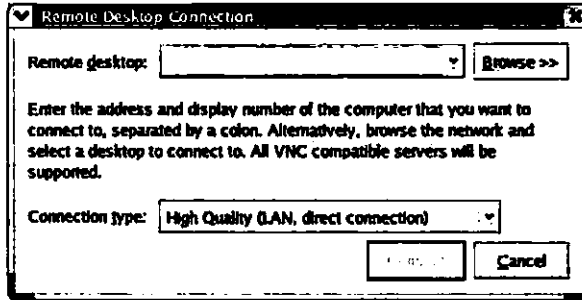 Remote Desktop Connection
Remote desktop: Browse >>
Enter the address and display number of the computer that you want to
connect to, separated by a colon. Alternatively, browse the network and
select a desktop to connect to. All VNC compatible servers will be
supported.
Connection type: High Quality (LAN, direct connection)
Cancel